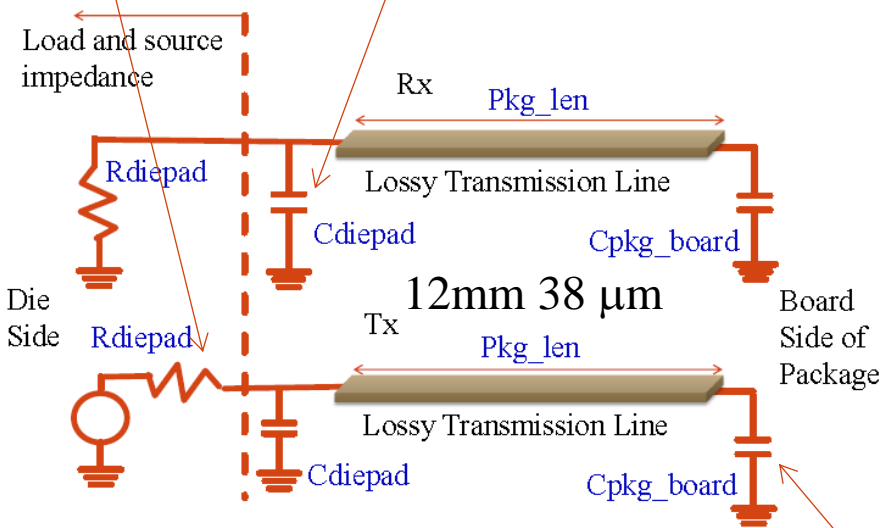 Load and source
impedance
Rx
Pkg_len
Rdiepad
Lossy Transmission Line
Cdiepad
Cpkg_board
12mm 38 µm
Die
Side
Tx
Board
Side of
Package
Rdiepad
Pkg_len
Lossy Transmission Line
Cdiepad
Cpkg_board